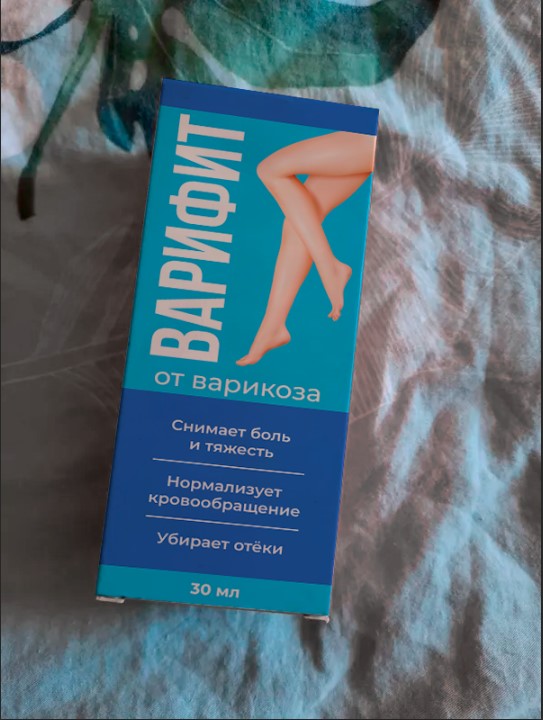 ВАРИФИТ
от варикоза
Снимает боль
и тяжесть
Нормализует
кровообращение
Убирает отёки
30 мл